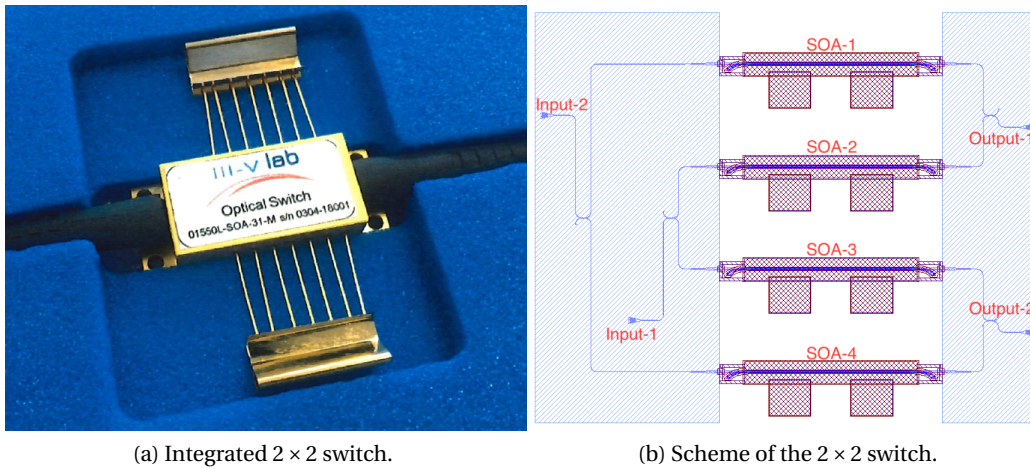 III-V lab
Optical Switch
01550L-SOA-31-M s/n 0304-18001
(a) Integrated 2 × 2 switch.
SOA-1
Input-2
Output-1
SOA-2
SOA-3
Input-1
Output-2
SOA-4
(b) Scheme of the 2 × 2 switch.